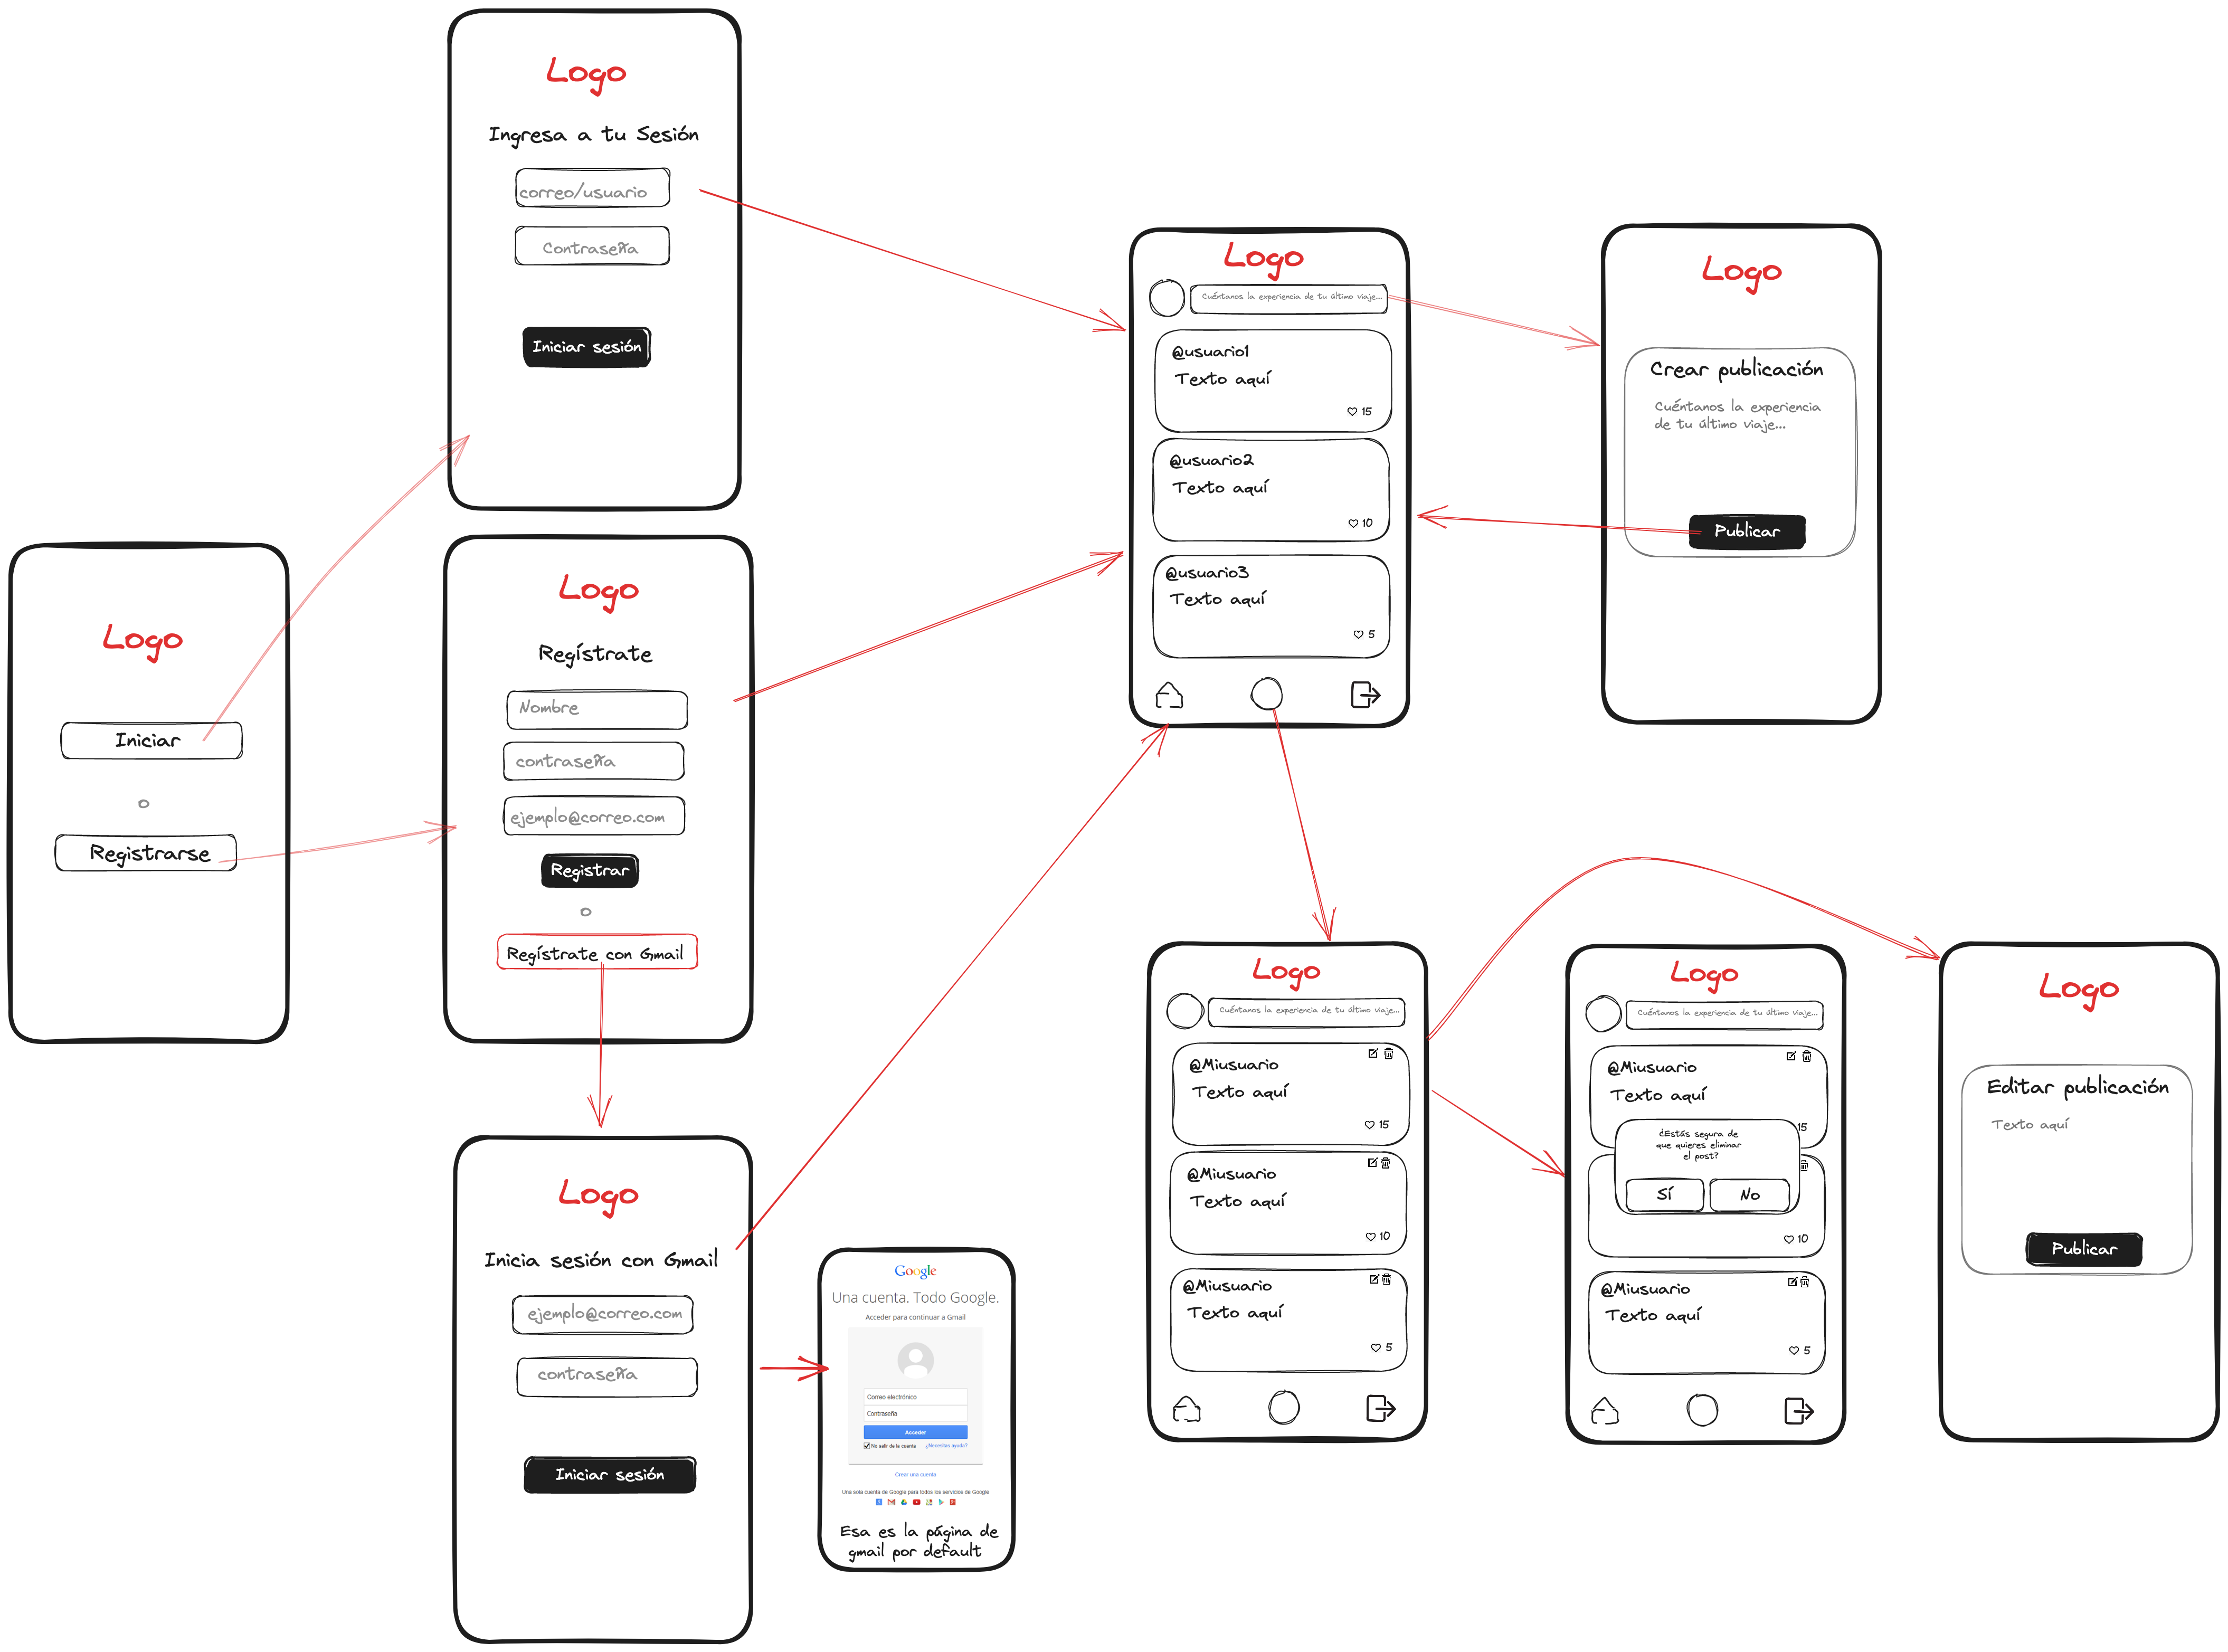 Logo
Ingresa a tu Sesión
correo/usuario
Contraseña
Iniciar sesión
Logo
Iniciar
o
Registrarse
Logo
Regístrate
Nombre
contraseña
ejemplo@correo.com
Registrar
o
Regístrate con Gmail
Logo
Inicia sesión con Gmail
ejemplo@correo.com
contraseña
Iniciar sesión
Google
Una cuenta. Todo Google.
Acceder para continuar a Gmail
Correo electrónico
Contraseña
Acceder
No salir de la cuenta
¿Necesitas ayuda?
Crear una cuenta
Una sola cuenta de Google para todos los servicios de Google
Esa es la página de
gmail por default
Logo
Cuéntanos la experiencia de tu último viaje...
@usuario1
Texto aquí
15
@usuario2
Texto aquí
10
@usuario3
Texto aquí
5
Logo
Crear publicación
Cuéntanos la experiencia
de tu último viaje...
Publicar
Logo
Cuéntanos la experiencia de tu último viaje...
@Miusuario
Texto aquí
15
@Miusuario
Texto aquí
10
@Miusuario
Texto aquí
5
Logo
Cuéntanos la experiencia de tu último viaje...
@Miusuario
Texto aquí
15
¿Estás segura de
que quieres eliminar
el post?
Sí
No
10
@Miusuario
Texto aquí
5
Logo
Editar publicación
Texto aquí
Publicar